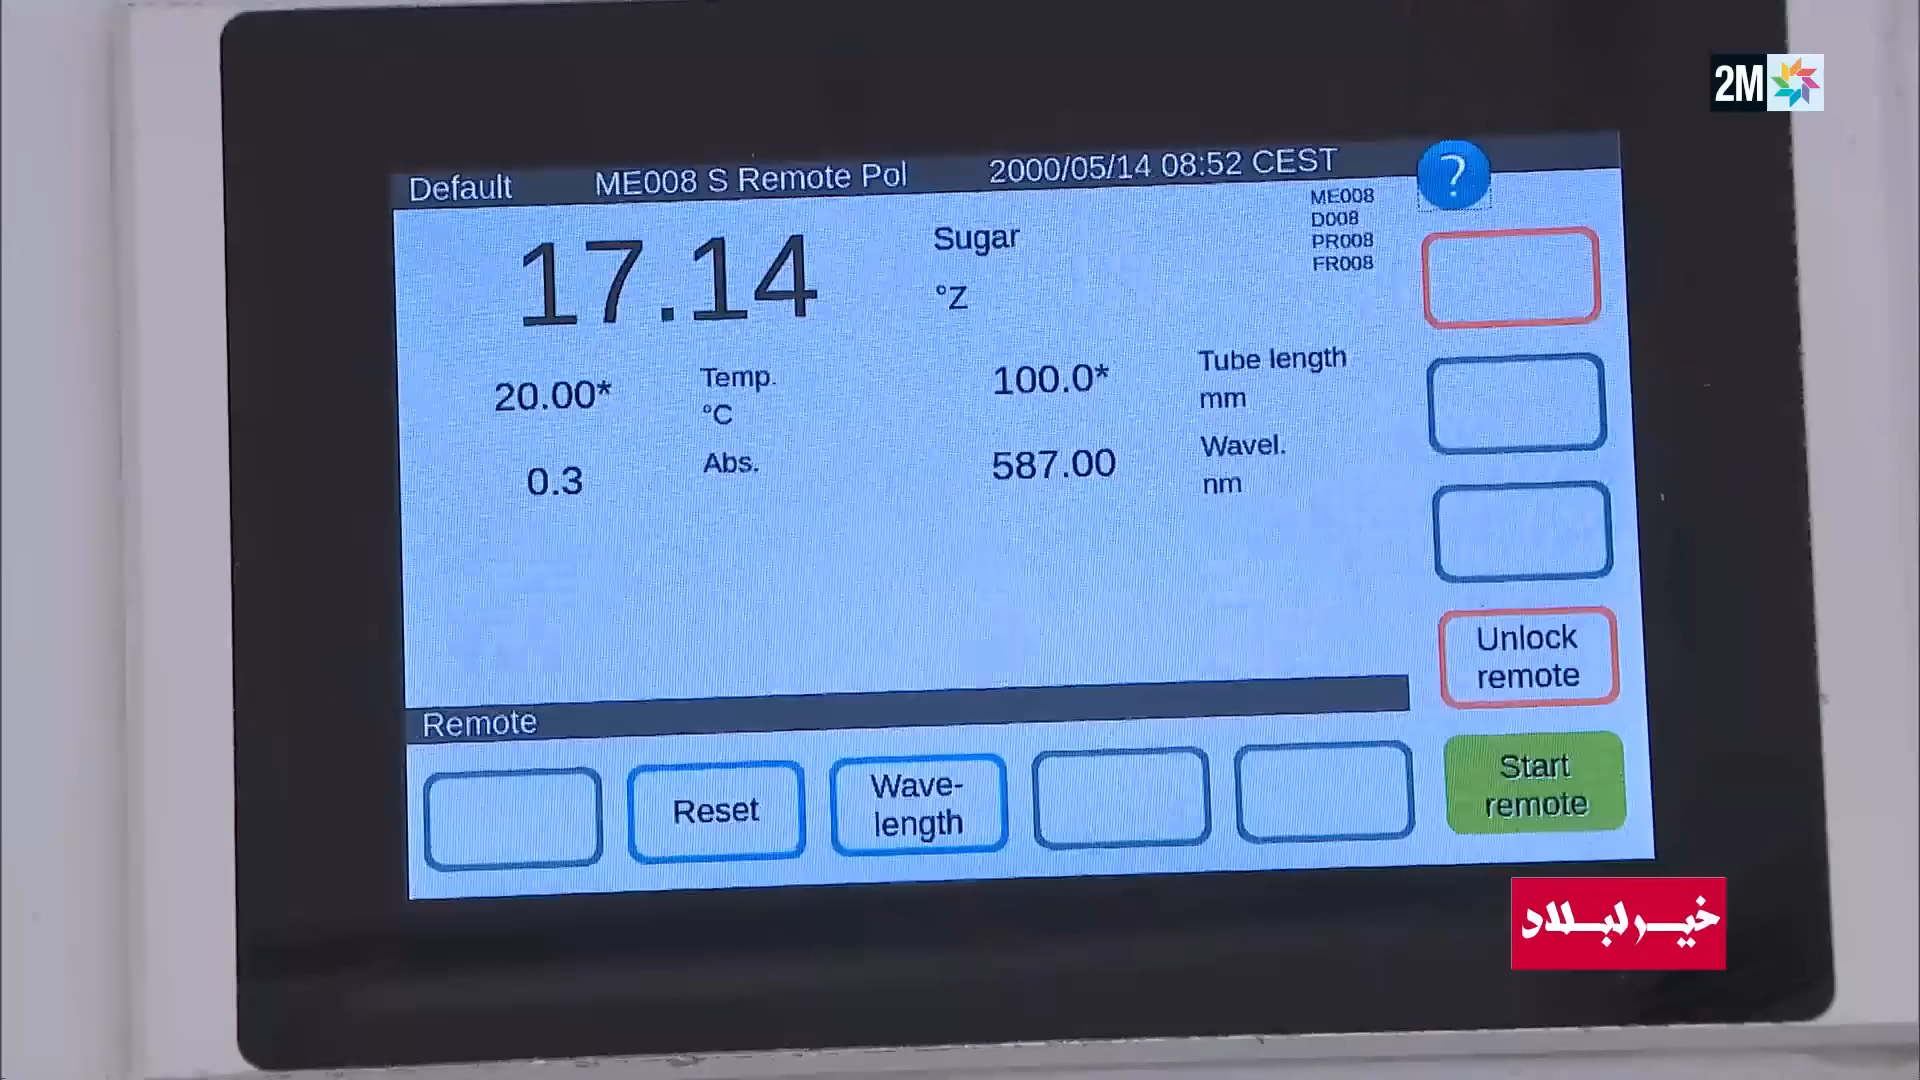 2M
Default ME008 S Remote Pol 2000/05/14 08:52 CEST ?
ME008
D008
PR008
FR008
17.14 Sugar
°Z
20.00* Temp.
°C
100.0* Tube length
mm
0.3 Abs.
587.00 Wavel.
nm
Unlock
remote
Remote
Reset
Wave-
length
Start
remote
خير لبلاد